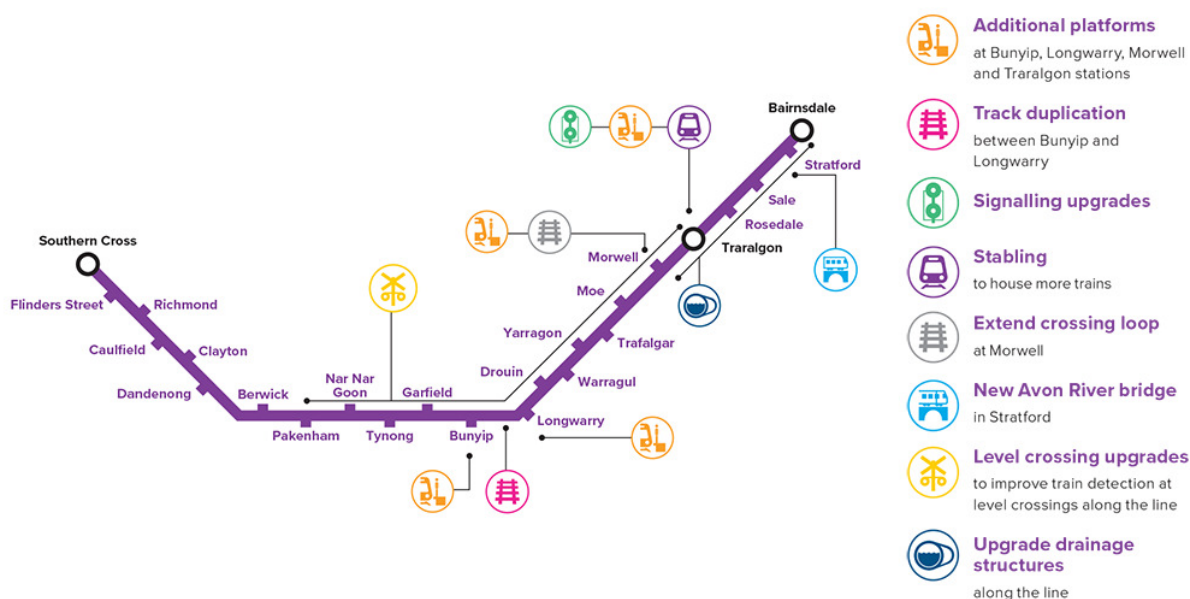 Southern Cross
Flinders Street
Richmond
Caulfield
Clayton
Dandenong
Berwick
Pakenham
Nar Nar
Goon
Tynong
Garfield
Bunyip
Longwarry
Drouin
Warragul
Yarragon
Trafalgar
Moe
Morwell
Traralgon
Rosedale
Sale
Stratford
Bairnsdale
Additional platforms
at Bunyip, Longwarry, Morwell
and Traralgon stations
Track duplication
between Bunyip and
Longwarry
Signalling upgrades
Stabling
to house more trains
Extend crossing loop
at Morwell
New Avon River bridge
in Stratford
Level crossing upgrades
to improve train detection at
level crossings along the line
Upgrade drainage
structures
along the line